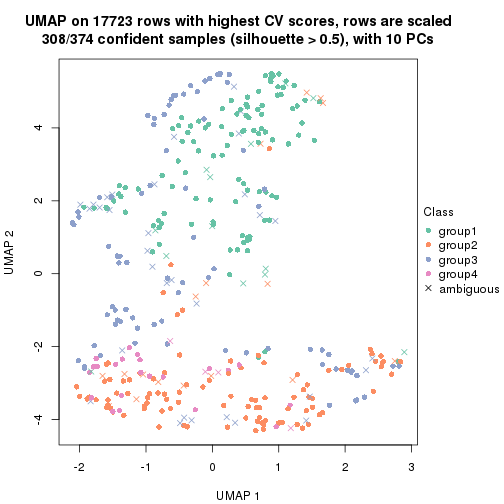 UMAP on 17723 rows with highest CV scores, rows are scaled
308/374 confident samples (silhouette > 0.5), with 10 PCs
UMAP 2
4
2
0
-2
-4
-2
-1
0
1
2
3
UMAP 1
Class
group1
group2
group3
group4
ambiguous